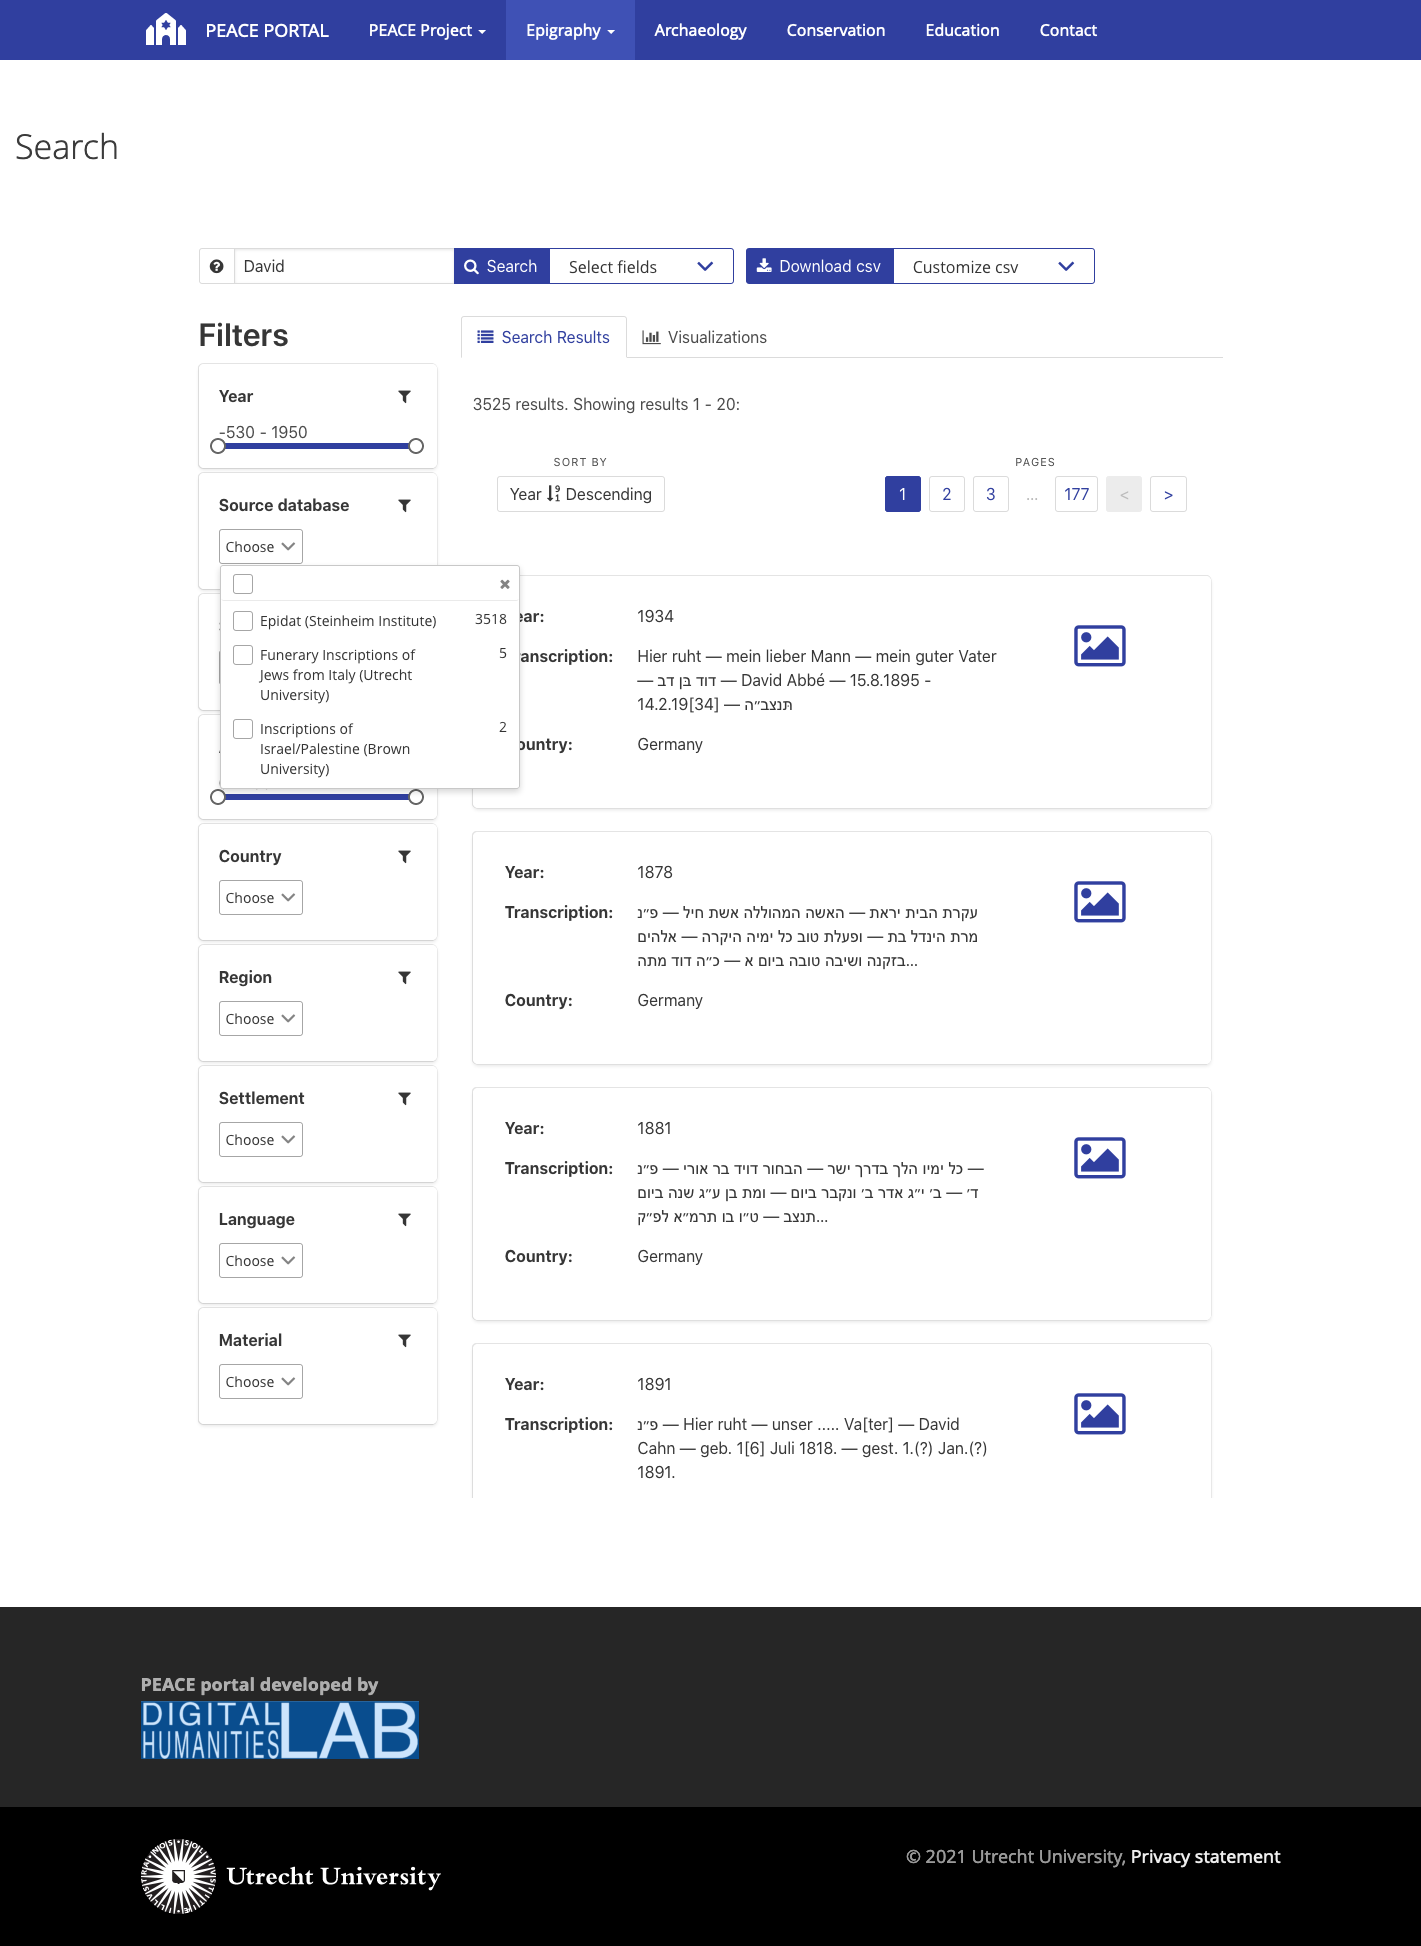 PEACE PORTAL
PEACE Project
Epigraphy
Archaeology
Conservation
Education
Contact
Search
David
Search
Select fields
Download csv
Customize csv
Filters
Year
-530 - 1950
Source database
Choose
Epidat (Steinheim Institute) 3518
Funerary Inscriptions of 5
Jews from Italy (Utrecht
University)
Inscriptions of 2
Israel/Palestine (Brown
University)
Country
Choose
Region
Choose
Settlement
Choose
Language
Choose
Material
Choose
Search Results
Visualizations
3525 results. Showing results 1 - 20:
SORT BY
Year Descending
PAGES
1 2 3 ... 177 < >
1934
Hier ruht — mein lieber Mann — mein guter Vater
— דוד בן דב — David Abbé — 15.8.1895 -
14.2.19[34] — תנצב״ה
Germany
Year: 1878
Transcription: פ״נ — האשה המהוללה אשת חיל — עקרת הבית יראת
אלהים — ופעלת טוב כל ימיה היקרה — מרת הינדל בת
דוד מתה — כ״ה בזקנה ושיבה טובה ביום א...
Country: Germany
Year: 1881
Transcription: פ״נ — הבחור דויד בר אורי — כל ימיו הלך בדרך ישר —
ומת בן ע״ג שנה ביום — ב׳ י״ג אדר ב׳ ונקבר ביום — ד׳
ט״ו בו תרמ״א לפ״ק — תנצב...
Country: Germany
Year: 1891
Transcription: פ״נ — Hier ruht — unser ..... Va[ter] — David
Cahn — geb. 1[6] Juli 1818. — gest. 1.(?) Jan.(?)
1891.
PEACE portal developed by
DIGITAL
HUMANITIES LAB
Utrecht University
© 2021 Utrecht University, Privacy statement